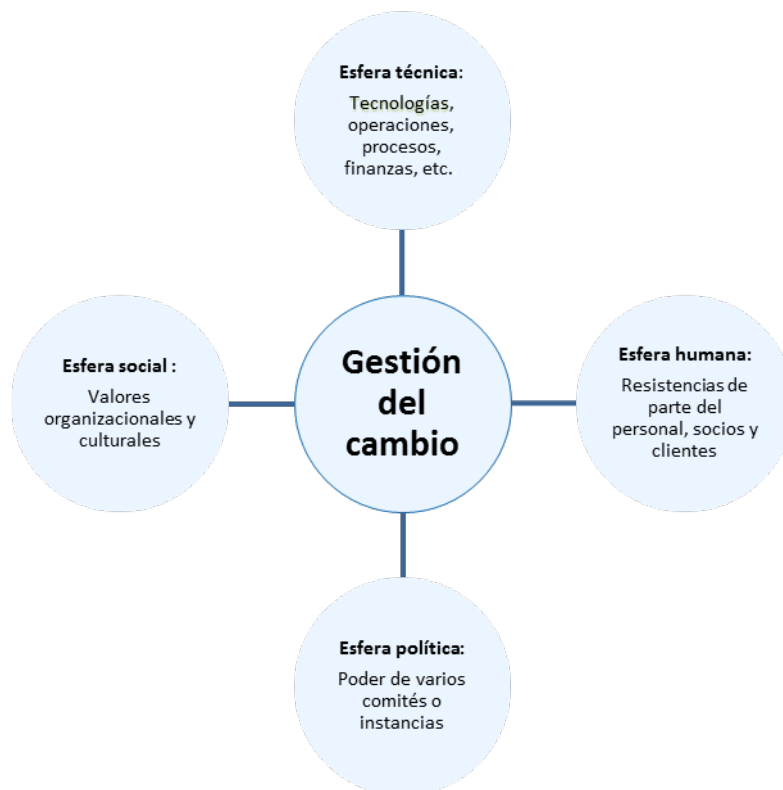 Esfera técnica:
Tecnologías,
operaciones,
procesos,
finanzas, etc.
Esfera social :
Valores
organizacionales y
culturales
Gestión
del
cambio
Esfera humana:
Resistencias de
parte del
personal, socios y
clientes
Esfera política:
Poder de varios
comités o
instancias